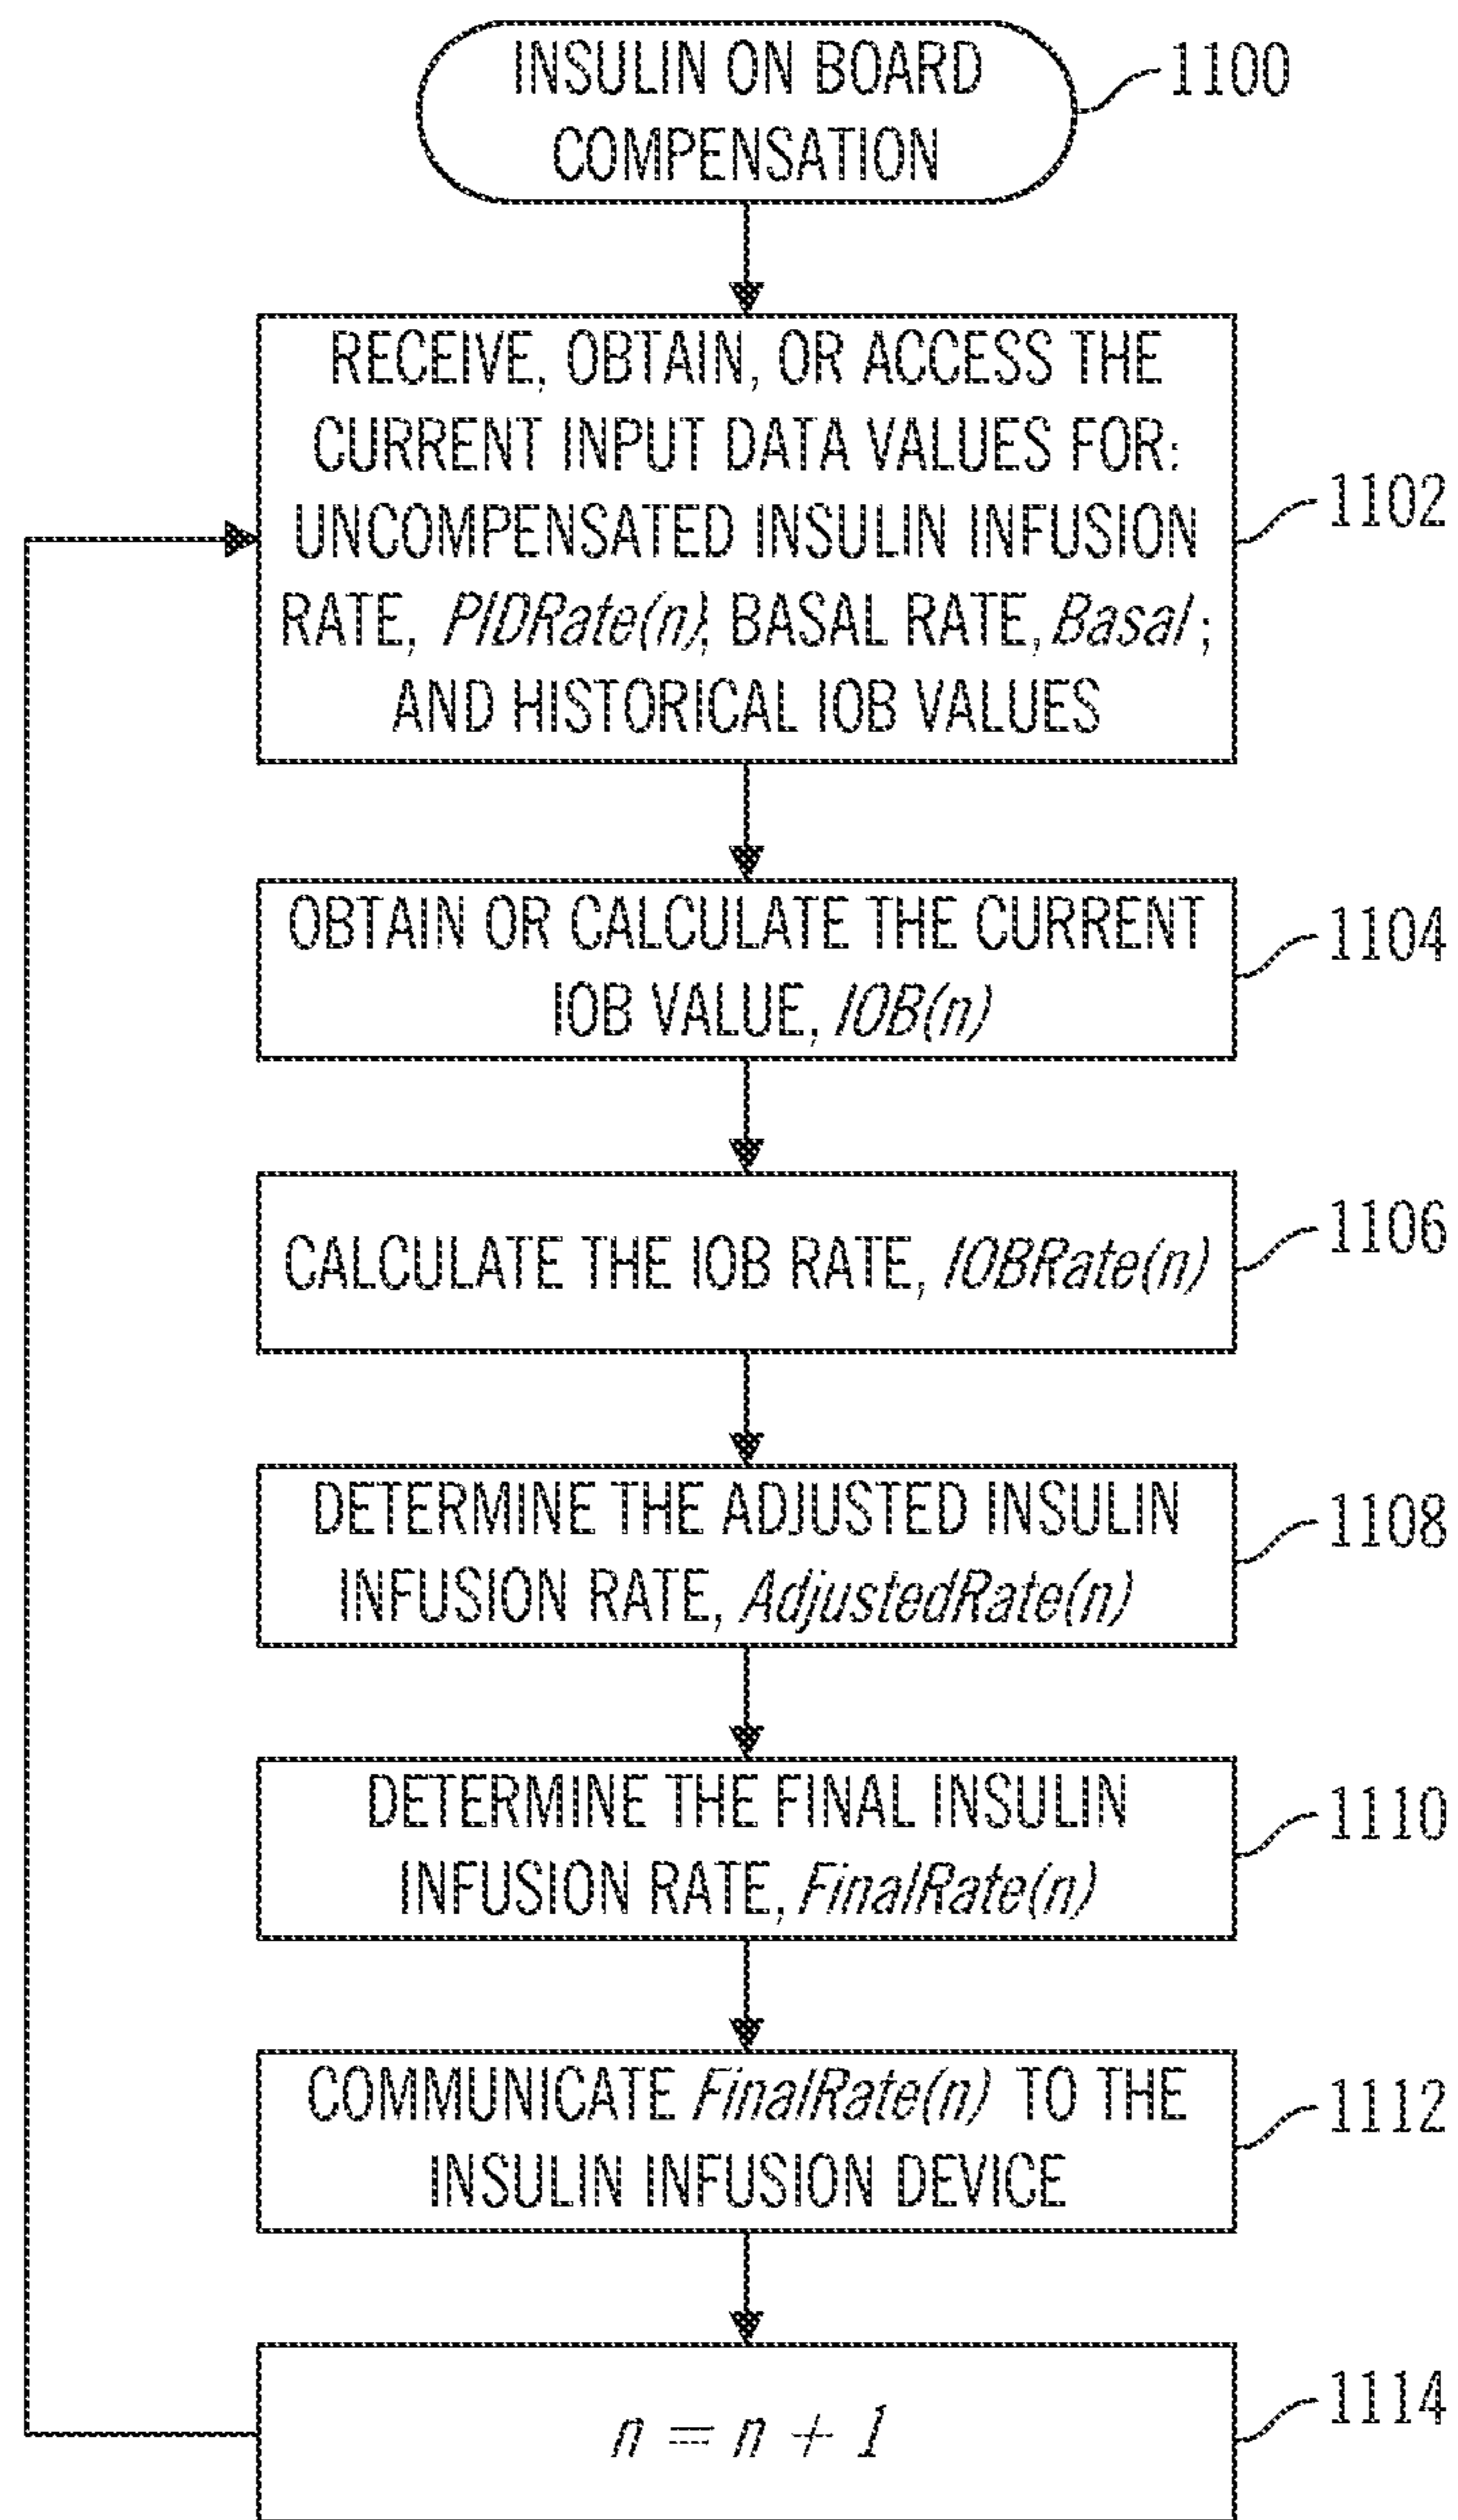 INSULIN ON BOARD
COMPENSATION
1100
RECEIVE, OBTAIN, OR ACCESS THE
CURRENT INPUT DATA VALUES FOR:
UNCOMPENSATED INSULIN INFUSION
RATE, PIDRate(n); BASAL RATE, Basal ;
AND HISTORICAL IOB VALUES
1102
OBTAIN OR CALCULATE THE CURRENT
IOB VALUE, IOB(n)
1104
CALCULATE THE IOB RATE, IOBRate(n)
1106
DETERMINE THE ADJUSTED INSULIN
INFUSION RATE, AdjustedRate(n)
1108
DETERMINE THE FINAL INSULIN
INFUSION RATE, FinalRate(n)
1110
COMMUNICATE FinalRate(n) TO THE
INSULIN INFUSION DEVICE
1112
n = n + 1
1114